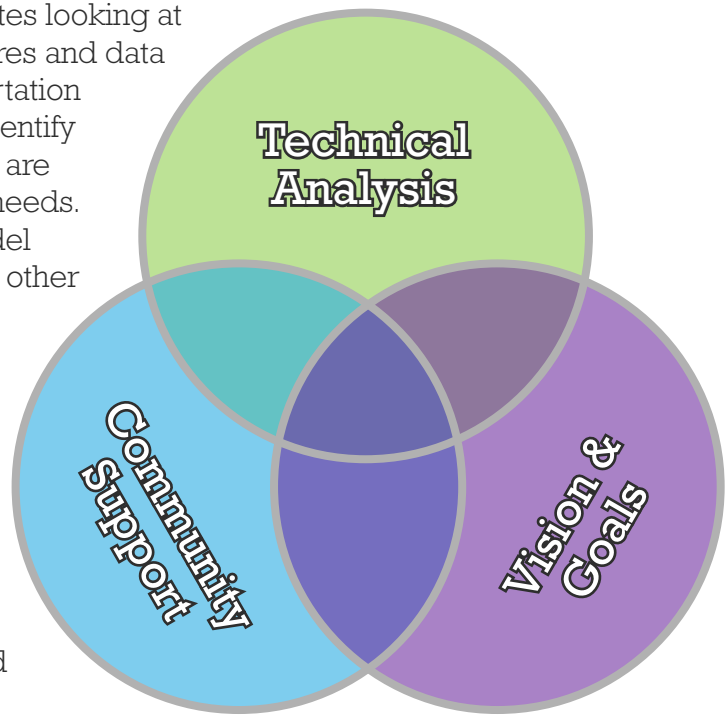 tes looking at
res and data
rtation
entify
are
needs.
del
other
d
Technical
Analysis
Community
Support
Vision &
Goals